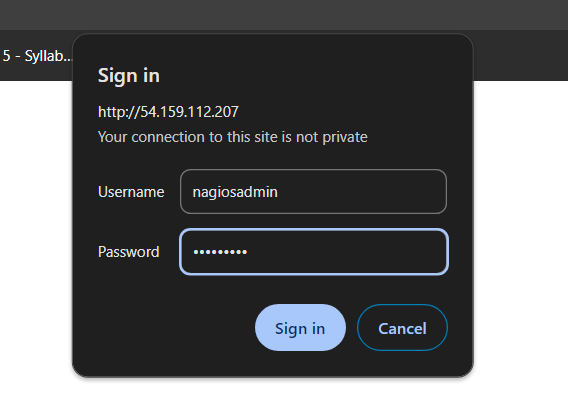 5 - Syllab...
Sign in
http://54.159.112.207
Your connection to this site is not private
Username nagiosadmin
Password •••••••••
Sign in Cancel